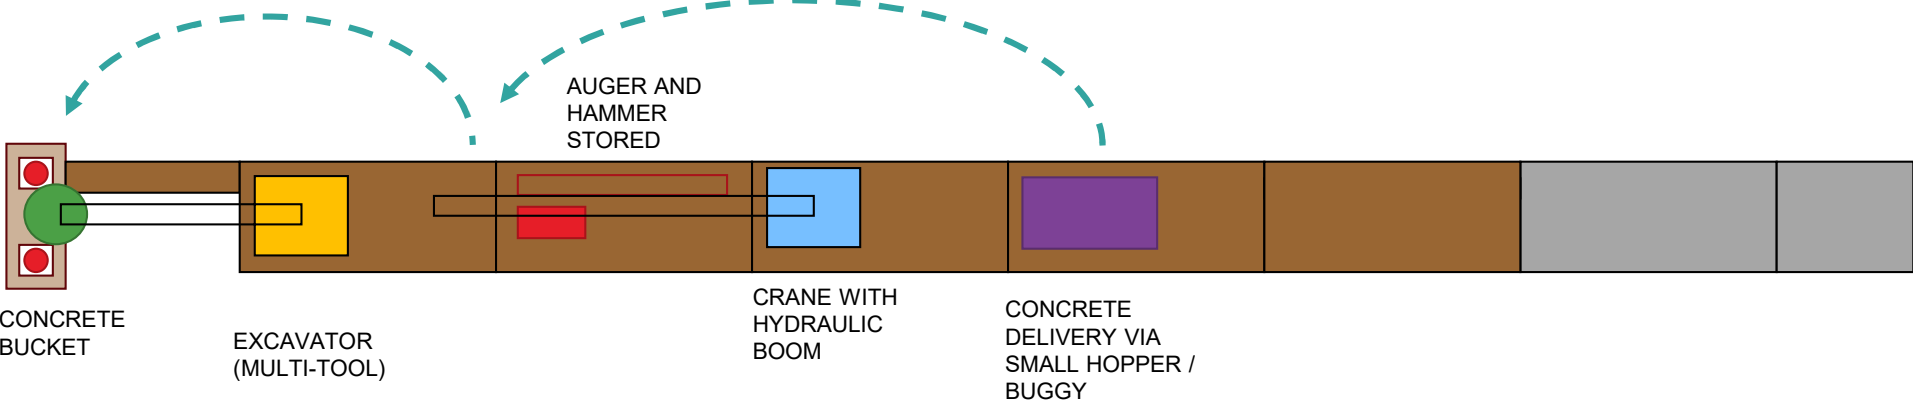 AUGER AND
HAMMER
STORED
CONCRETE
BUCKET
EXCAVATOR
(MULTI-TOOL)
CRANE WITH
HYDRAULIC
BOOM
CONCRETE
DELIVERY VIA
SMALL HOPPER /
BUGGY